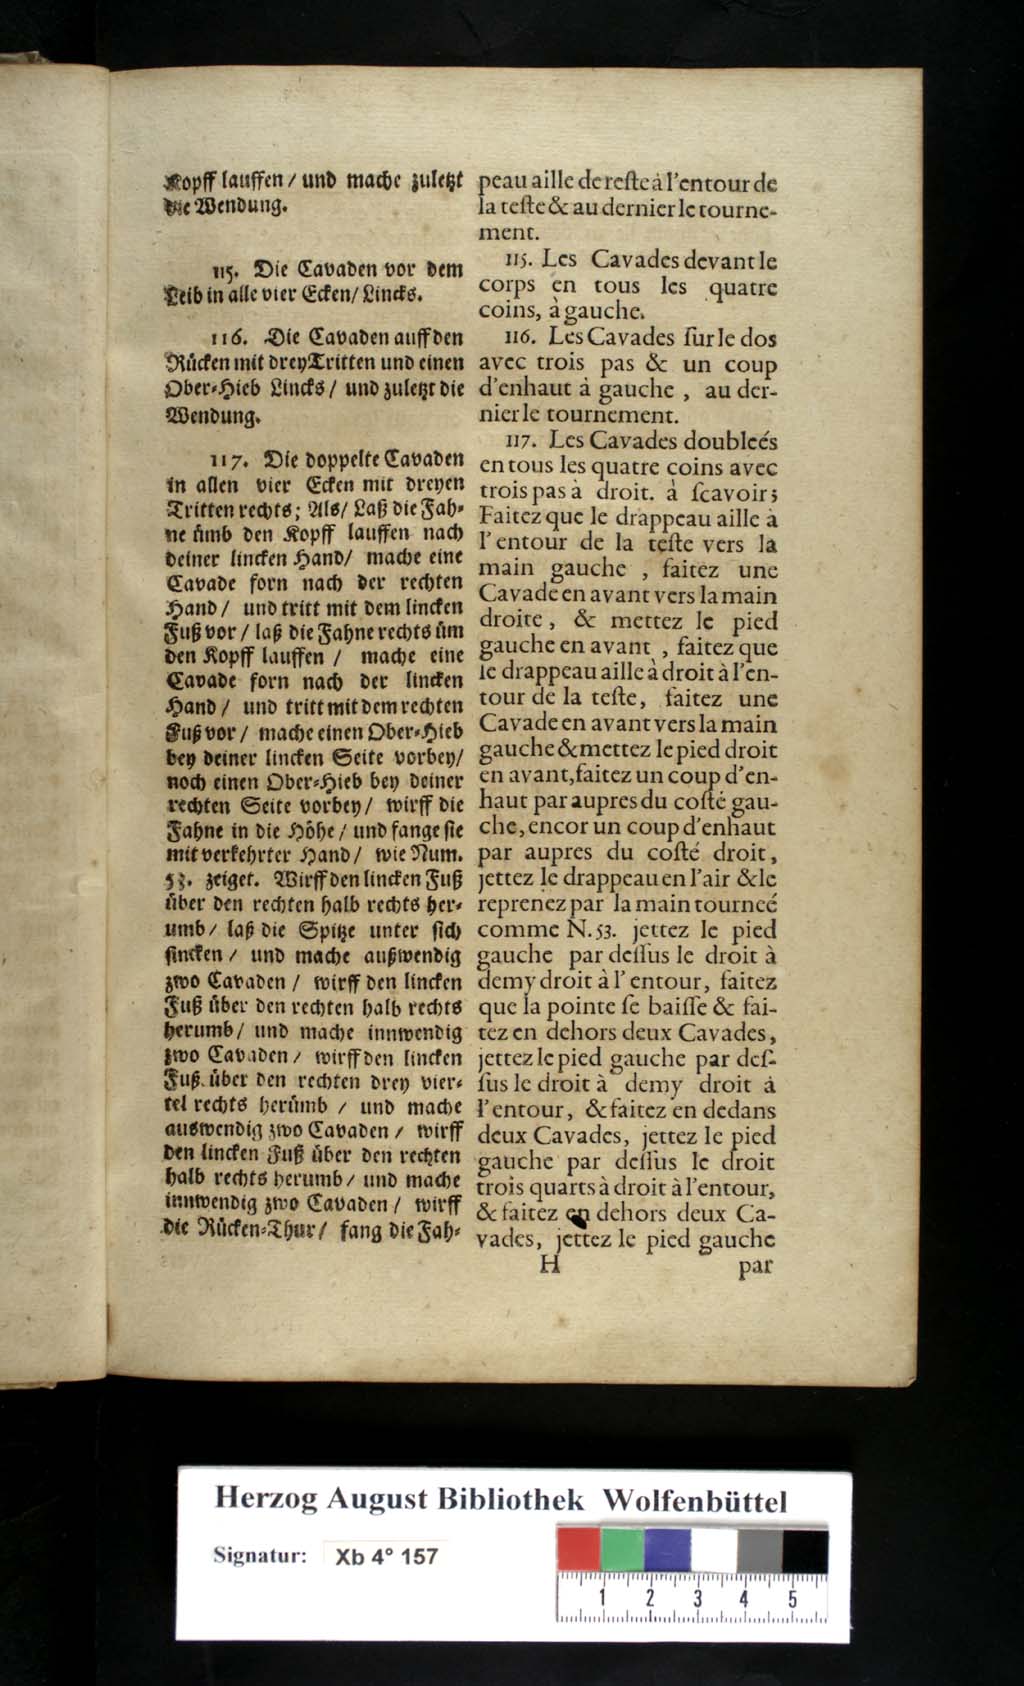 Kopff lauffen / und mache zuletzt
die Wendung.
115. Die Cavaden vor dem
Leib in alle vier Ecken / Lincks.
116. Die Cavaden auff den
Rücken mit drey Tritten und einen
Ober-Hieb Lincks / und zuletzt die
Wendung.
117. Die doppelte Cavaden
in allen vier Ecken mit dreyen
Tritten rechts; Als / Laß die Fah-
ne ümb den Kopff lauffen nach
deiner lincken Hand / mache eine
Cavade forn nach der rechten
Hand / und tritt mit dem lincken
Fuß vor / laß die Fahne rechts üm
den Kopff lauffen / mache eine
Cavade forn nach der lincken
Hand / und tritt mit dem rechten
Fuß vor / mache einen Ober-Hieb
bey deiner lincken Seite vorbey /
noch einen Ober-Hieb bey deiner
rechten Seite vorbey / wirff die
Fahne in die Höhe / und fange sie
mit verkehrter Hand / wie Num.
53. zeiget. Wirff den lincken Fuß
über den rechten halb rechts her-
umb / laß die Spitze unter sich
sincken / und mache außwendig
zwo Cavaden / wirff den lincken
Fuß über den rechten halb rechts
herumb / und mache innwendig
zwo Cavaden / wirff den lincken
Fuß über den rechten drey vier-
tel rechts herümb / und mache
auswendig zwo Cavaden / wirff
den lincken Fuß über den rechten
halb rechts herumb / und mache
innwendig zwo Cavaden / wirff
die Rücken-Thur / fang die Fah-
peau aille de reste à l'entour de
la teste & au dernier le tourne-
ment.
115. Les Cavades devant le
corps en tous les quatre
coins, à gauche.
116. Les Cavades sur le dos
avec trois pas & un coup
d'enhaut à gauche , au der-
nier le tournement.
117. Les Cavades doubleés
en tous les quatre coins avec
trois pas à droit. à scavoir;
Faitez que le drappeau aille à
l' entour de la teste vers la
main gauche , faitez une
Cavade en avant vers la main
droite, & mettez le pied
gauche en avant , faitez que
le drappeau aille à droit à l'en-
tour de la teste, faitez une
Cavade en avant vers la main
gauche & mettez le pied droit
en avant, faitez un coup d'en-
haut par aupres du costé gau-
che, encor un coup d'enhaut
par aupres du costé droit,
jettez le drappeau en l'air & le
reprenez par la main tourneé
comme N. 53. jettez le pied
gauche par dessus le droit à
demy droit à l' entour, faitez
que la pointe se baisse & fai-
tez en dehors deux Cavades,
jettez le pied gauche par des-
sus le droit à demy droit à
l'entour, & faitez en dedans
deux Cavades, jettez le pied
gauche par dessus le droit
trois quarts à droit à l'entour,
& faitez en dehors deux Ca-
vades, jettez le pied gauche
H par
Herzog August Bibliothek Wolfenbüttel
Signatur: Xb 4° 157
1 2 3 4 5